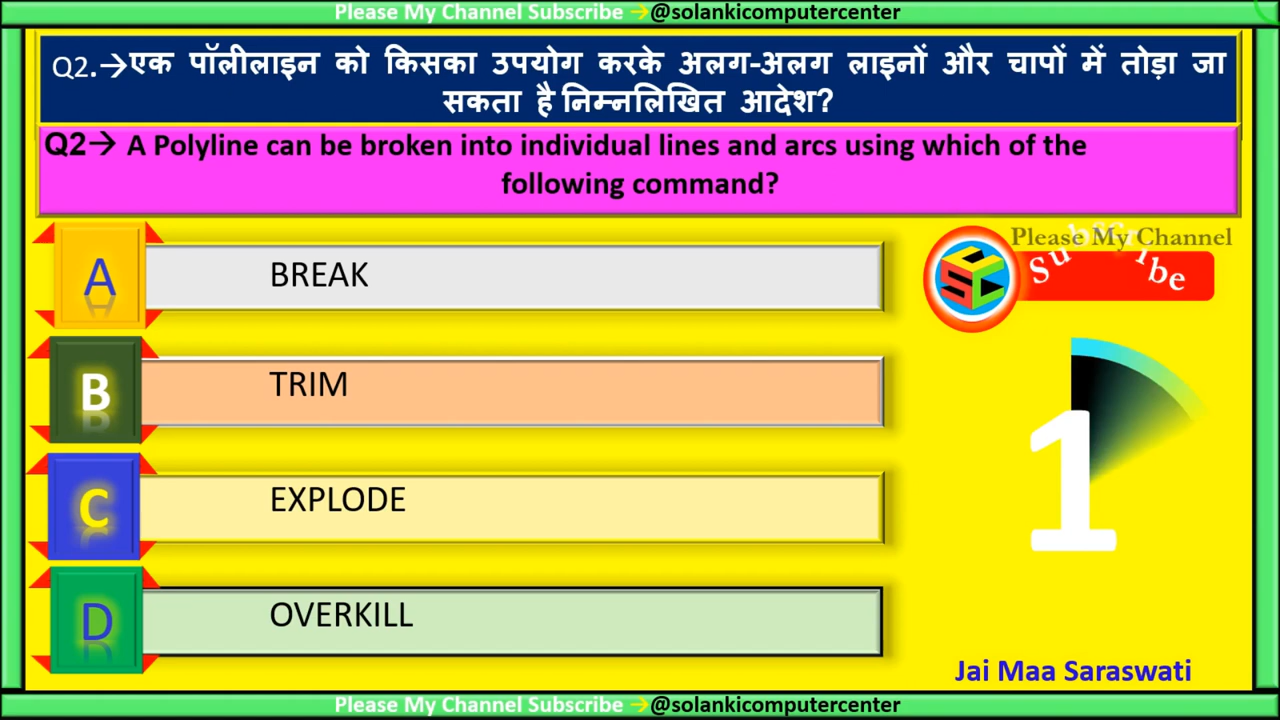 Please My Channel Subscribe →@solankicomputercenter
Q2.→एक पॉलीलाइन को किसका उपयोग करके अलग-अलग लाइनों और चापों में तोड़ा जा
सकता है निम्नलिखित आदेश?
Q2→ A Polyline can be broken into individual lines and arcs using which of the
following command?
A BREAK
B TRIM
C EXPLODE
D OVERKILL
Please My Channel
Subscribe
CSC
1
Jai Maa Saraswati
Please My Channel Subscribe →@solankicomputercenter